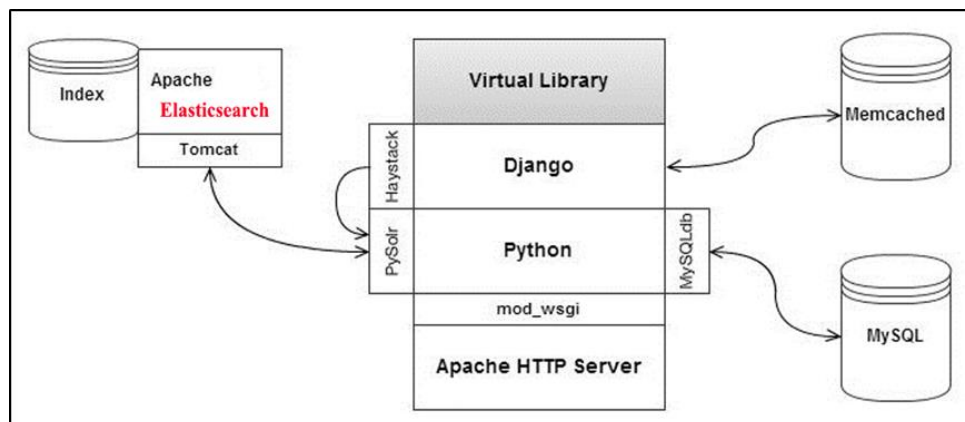 Index
Apache
Elasticsearch
Tomcat
Virtual Library
Haystack
Django
Memcached
PySolr
Python
MySQLdb
mod_wsgi
MySQL
Apache HTTP Server